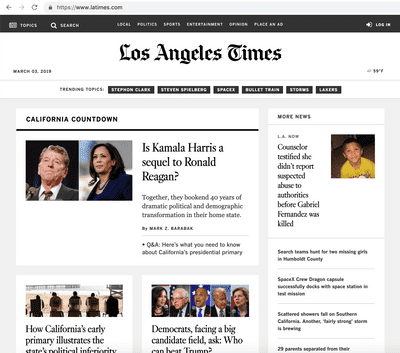 https://www.latimes.com
TOPICS SEARCH LOCAL POLITICS SPORTS ENTERTAINMENT OPINION PLACE AN AD LOG IN
Los Angeles Times
MARCH 03, 2019 59°F
TRENDING TOPICS: STEPHON CLARK STEVEN SPIELBERG SPACEX BULLET TRAIN STORMS LAKERS
CALIFORNIA COUNTDOWN
Is Kamala Harris a
sequel to Ronald
Reagan?
Together, they bookend 40 years of
dramatic political and demographic
transformation in their home state.
By MARK Z. BARABAK
• Q&A: Here's what you need to know
about California's presidential primary
How California's early
primary illustrates the
state's political inferiority
Democrats, facing a big
candidate field, ask: Who
can beat Trump?
MORE NEWS
L.A. NOW
Counselor
testified she
didn't report
suspected
abuse to
authorities
before Gabriel
Fernandez was
killed
Search teams hunt for two missing girls
in Humboldt County
SpaceX Crew Dragon capsule
successfully docks with space station in
test mission
Scattered showers fall on Southern
California. Another, 'fairly strong' storm
is brewing
29 parents separated from their